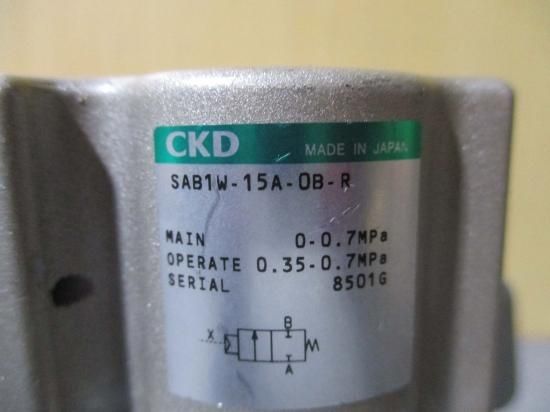 CKD MADE IN JAPAN
SAB1W-15A-0B-R
MAIN 0-0.7MPa
OPERATE 0.35-0.7MPa
SERIAL 8501G
B
X
A